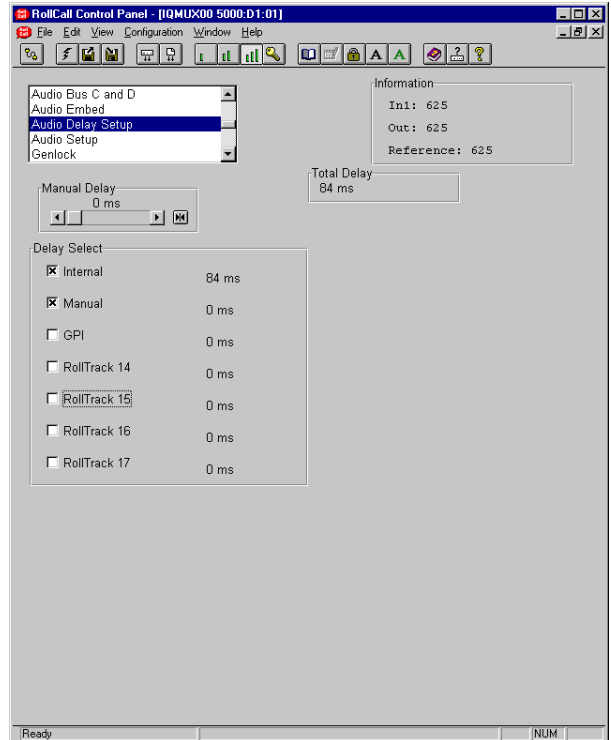 RollCall Control Panel - [IQMUX00 5000:D1:01]
File Edit View Configuration Window Help
A A
Audio Bus C and D
Audio Embed
Audio Delay Setup
Audio Setup
Genlock
Information
In1: 625
Out: 625
Reference: 625
Total Delay
84 ms
Manual Delay
0 ms
Delay Select
Internal 84 ms
Manual 0 ms
GPI 0 ms
RollTrack 14 0 ms
RollTrack 15 0 ms
RollTrack 16 0 ms
RollTrack 17 0 ms
Ready NUM